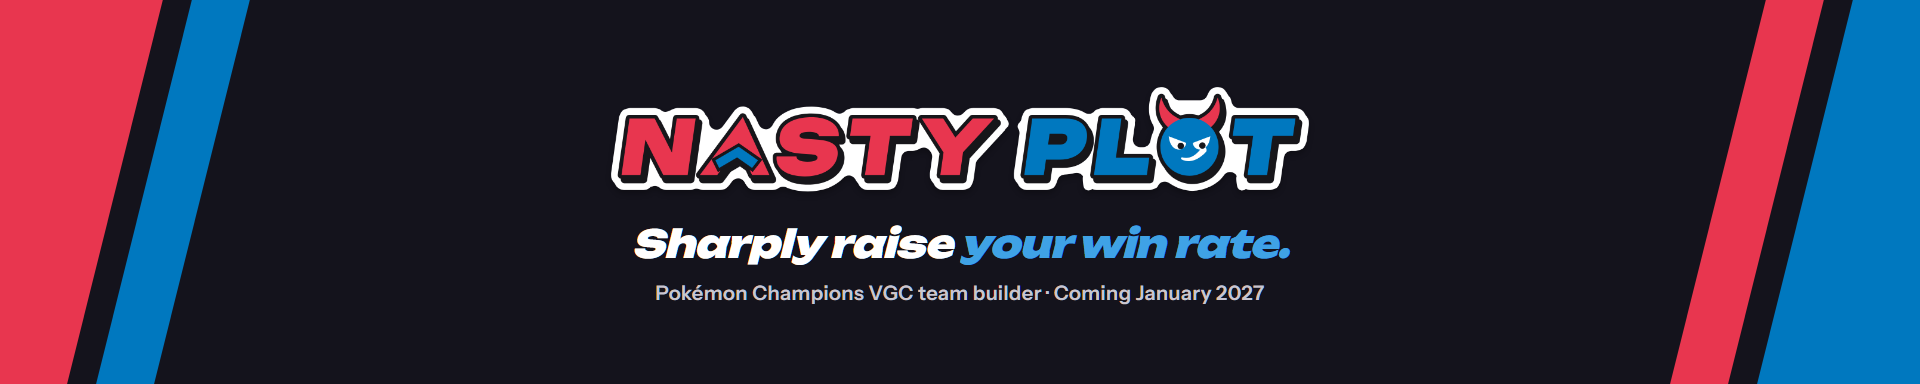 NASTY PLOT
Sharply raise your win rate.
Pokémon Champions VGC team builder · Coming January 2027